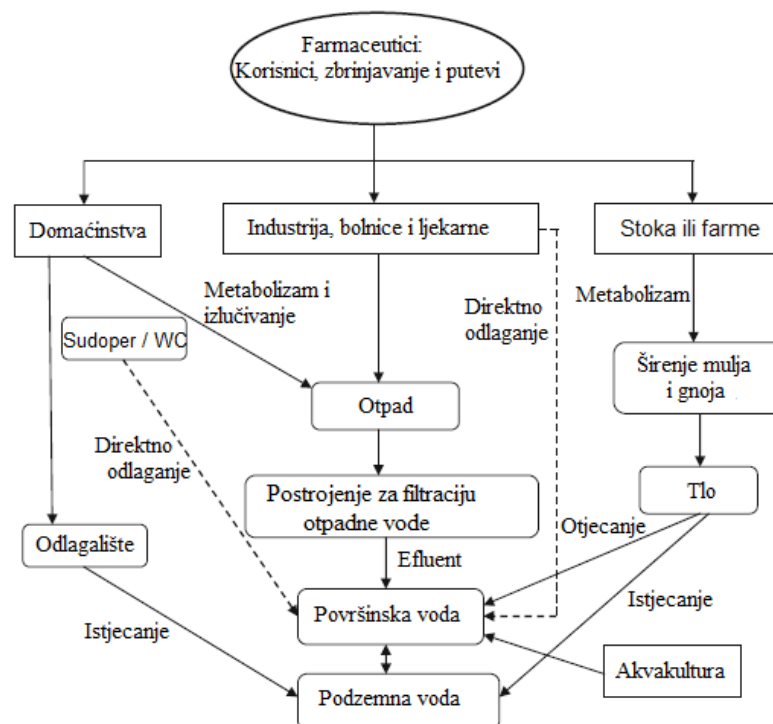 Farmaceutici:
Korisnici, zbrinjavanje i putevi
Domaćinstva
Industrija, bolnice i ljekarne
Stoka ili farme
Metabolizam i
izlučivanje
Direktno
odlaganje
Metabolizam
Sudoper / WC
Širenje mulja
i gnoja
Otpad
Direktno
odlaganje
Postrojenje za filtraciju
otpadne vode
Tlo
Odlagalište
Efluent
Otjecanje
Istjecanje
Površinska voda
Istjecanje
Akvakultura
Podzemna voda